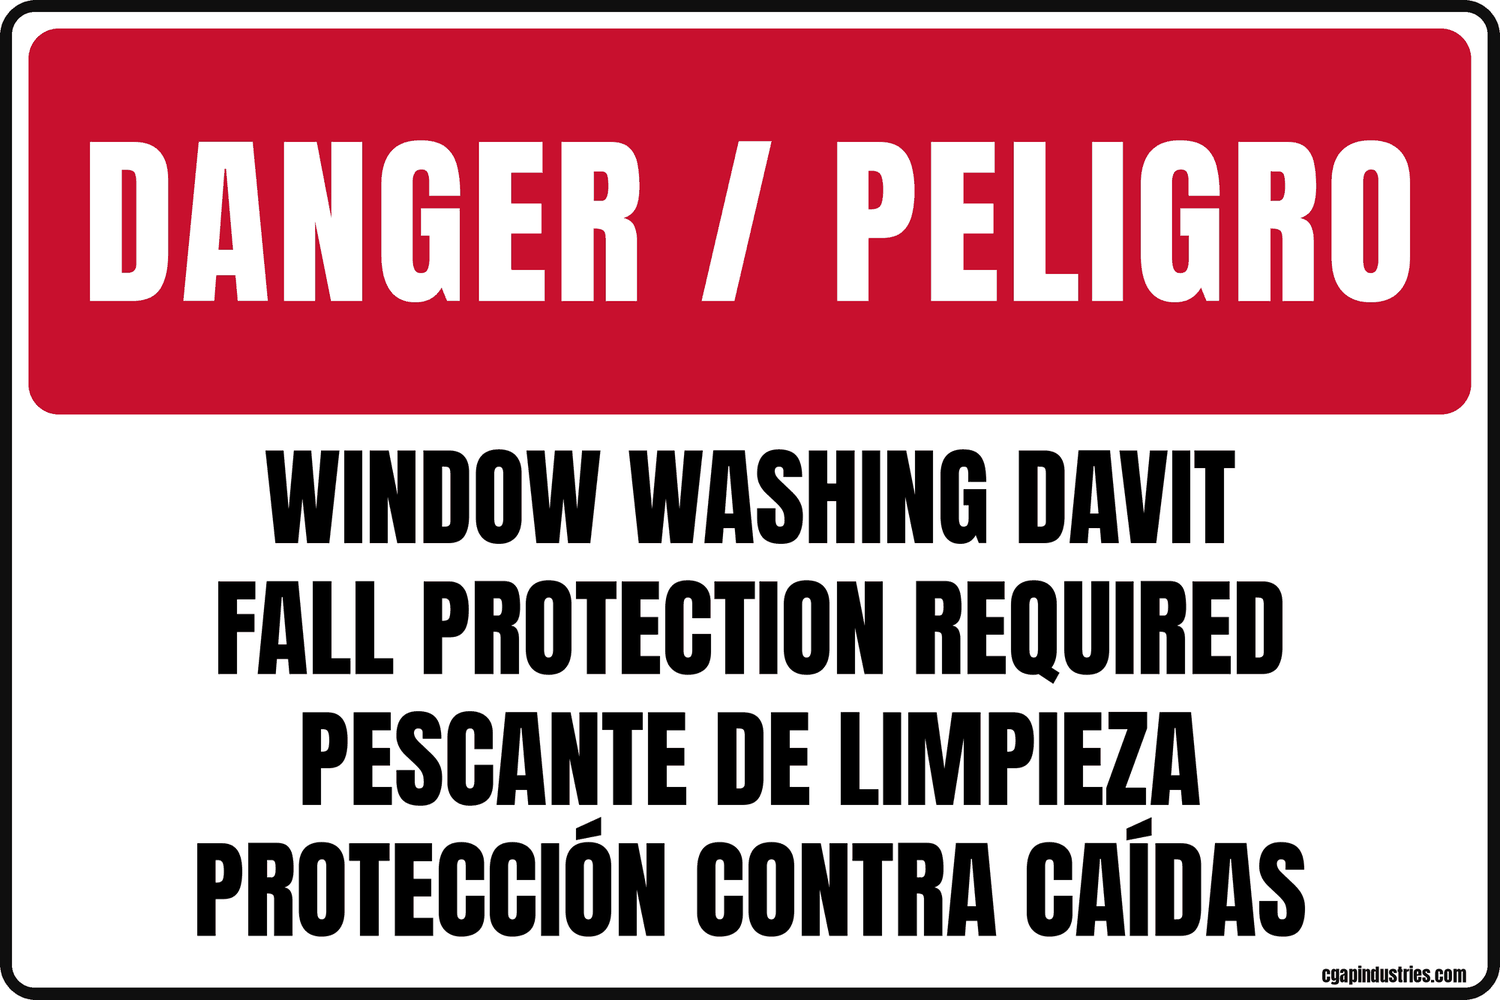 DANGER / PELIGRO
WINDOW WASHING DAVIT
FALL PROTECTION REQUIRED
PESCANTE DE LIMPIEZA
PROTECCIÓN CONTRA CAÍDAS
cgapindustries.com